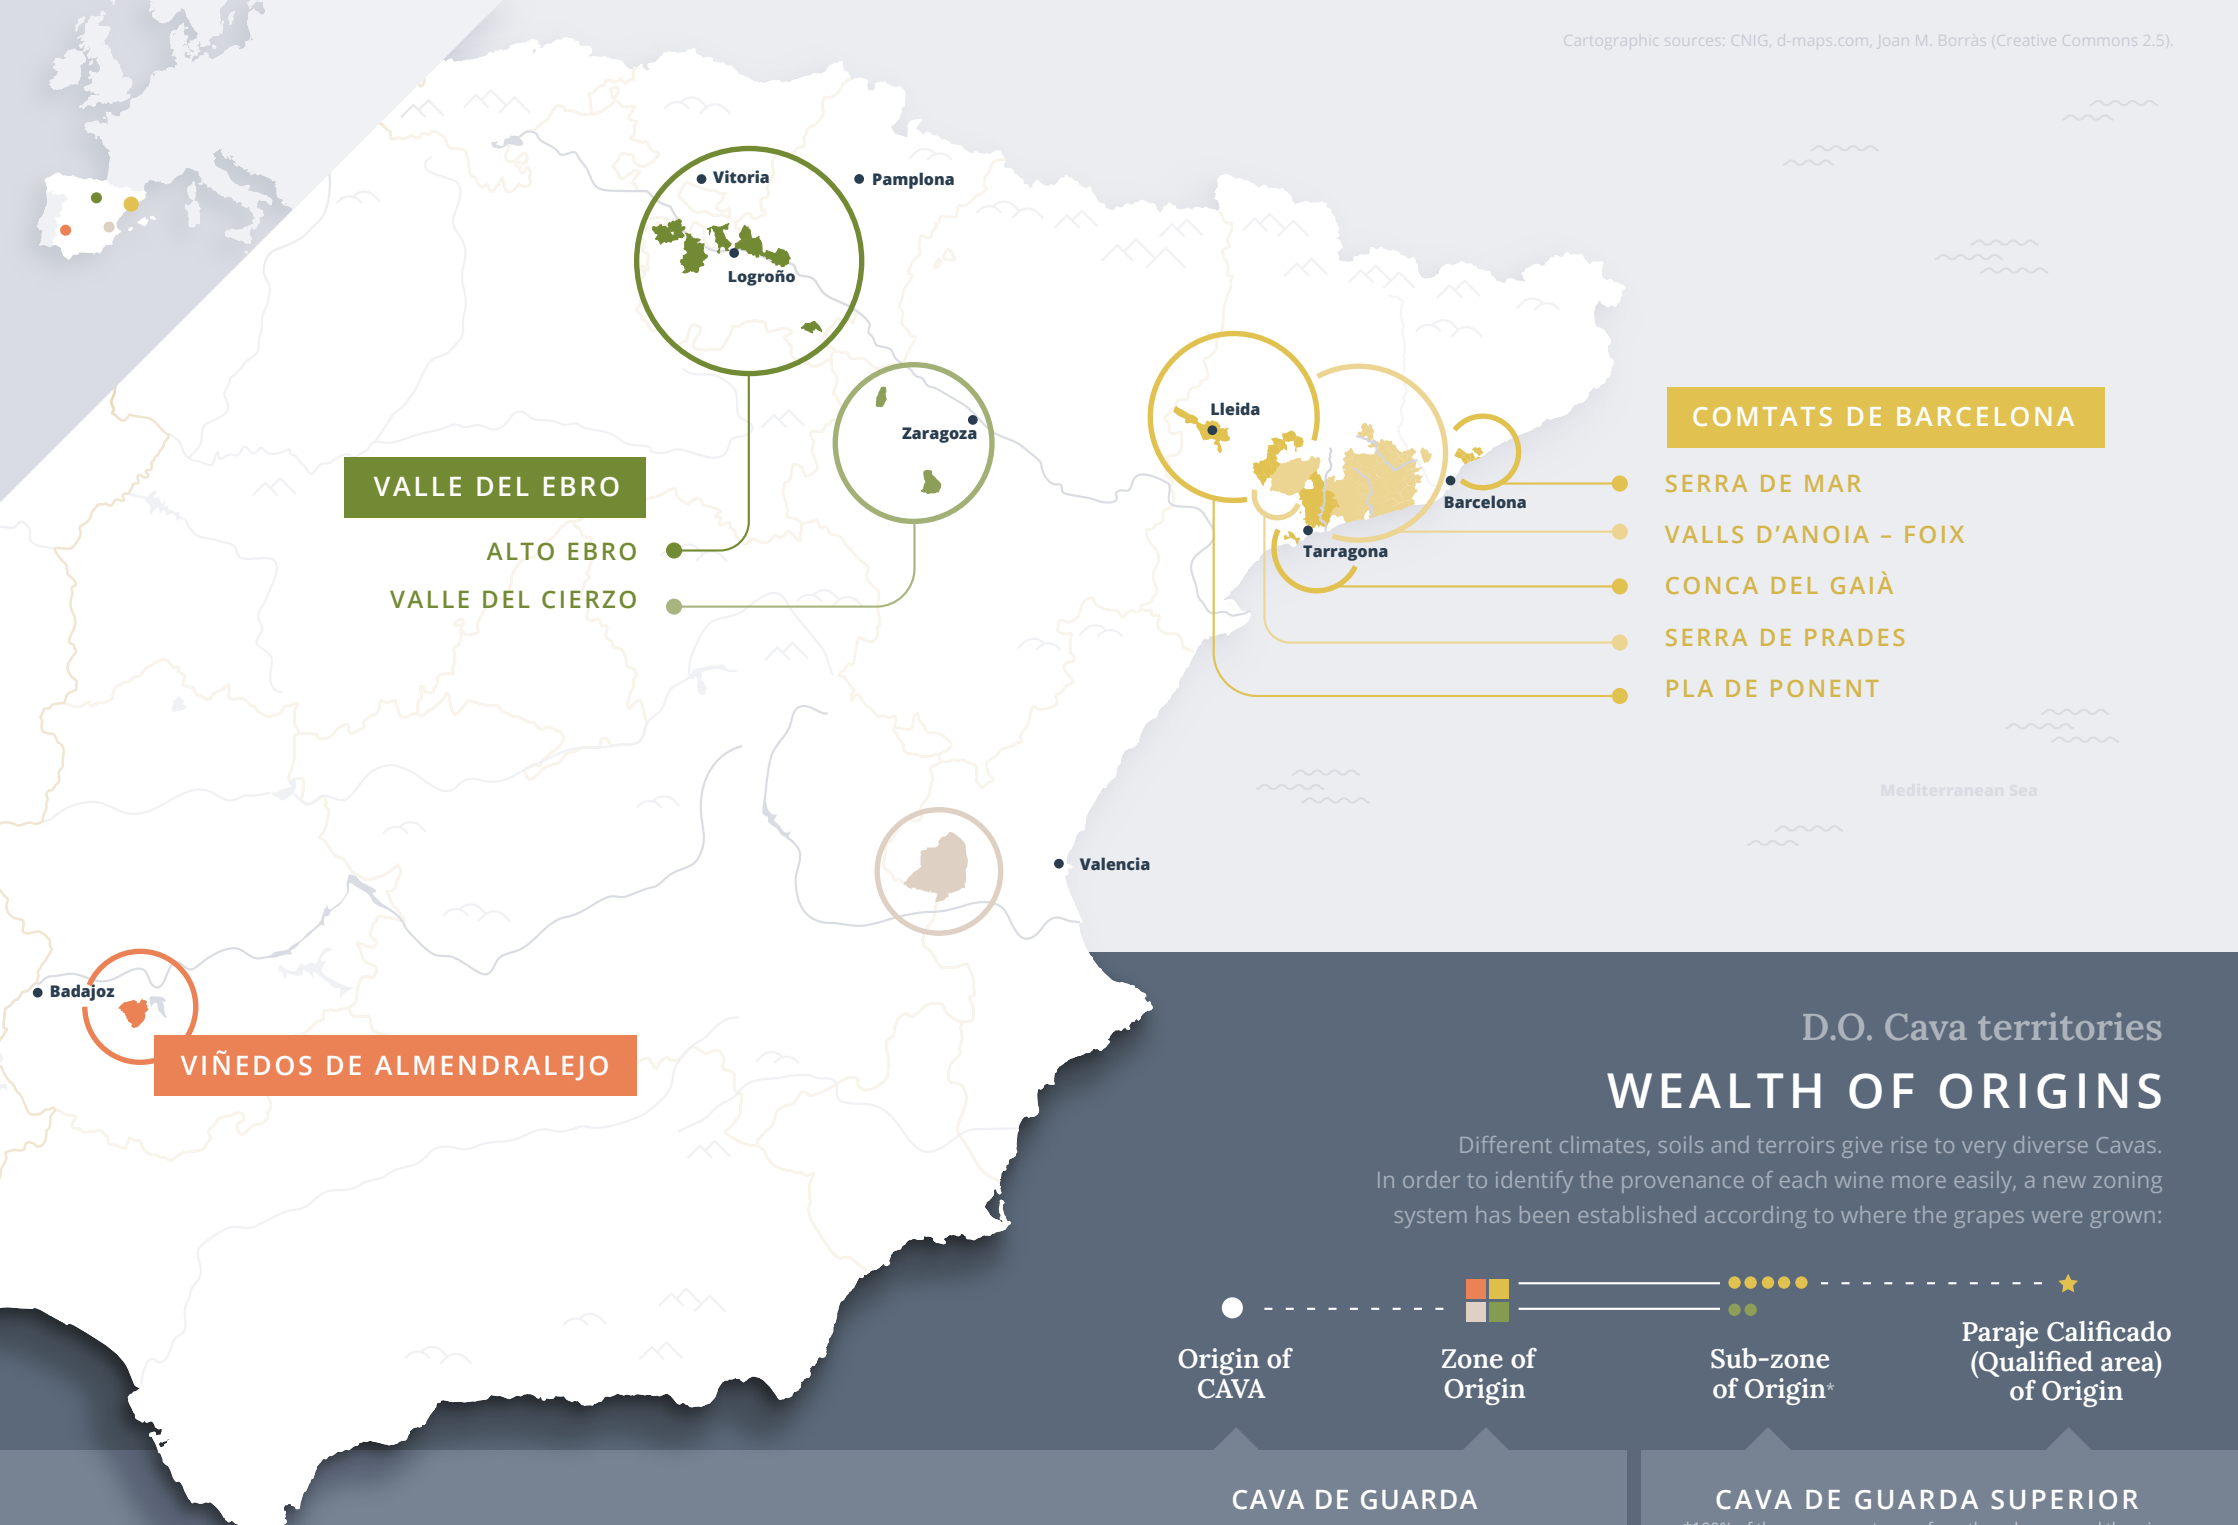 Cartographic sources: CNIG, d-maps.com, Joan M. Borràs (Creative Commons 2.5).
Vitoria
Pamplona
Logroño
Zaragoza
Lleida
Barcelona
Tarragona
VALLE DEL EBRO
ALTO EBRO
VALLE DEL CIERZO
COMTATS DE BARCELONA
SERRA DE MAR
VALLS D’ANOIA – FOIX
CONCA DEL GAIÀ
SERRA DE PRADES
PLA DE PONENT
Mediterranean Sea
Valencia
Badajoz
VIÑEDOS DE ALMENDRALEJO
D.O. Cava territories
WEALTH OF ORIGINS
Different climates, soils and terroirs give rise to very diverse Cavas.
In order to identify the provenance of each wine more easily, a new zoning
system has been established according to where the grapes were grown:
Origin of
CAVA
Zone of
Origin
Sub-zone
of Origin*
Paraje Calificado
(Qualified area)
of Origin
CAVA DE GUARDA
CAVA DE GUARDA SUPERIOR